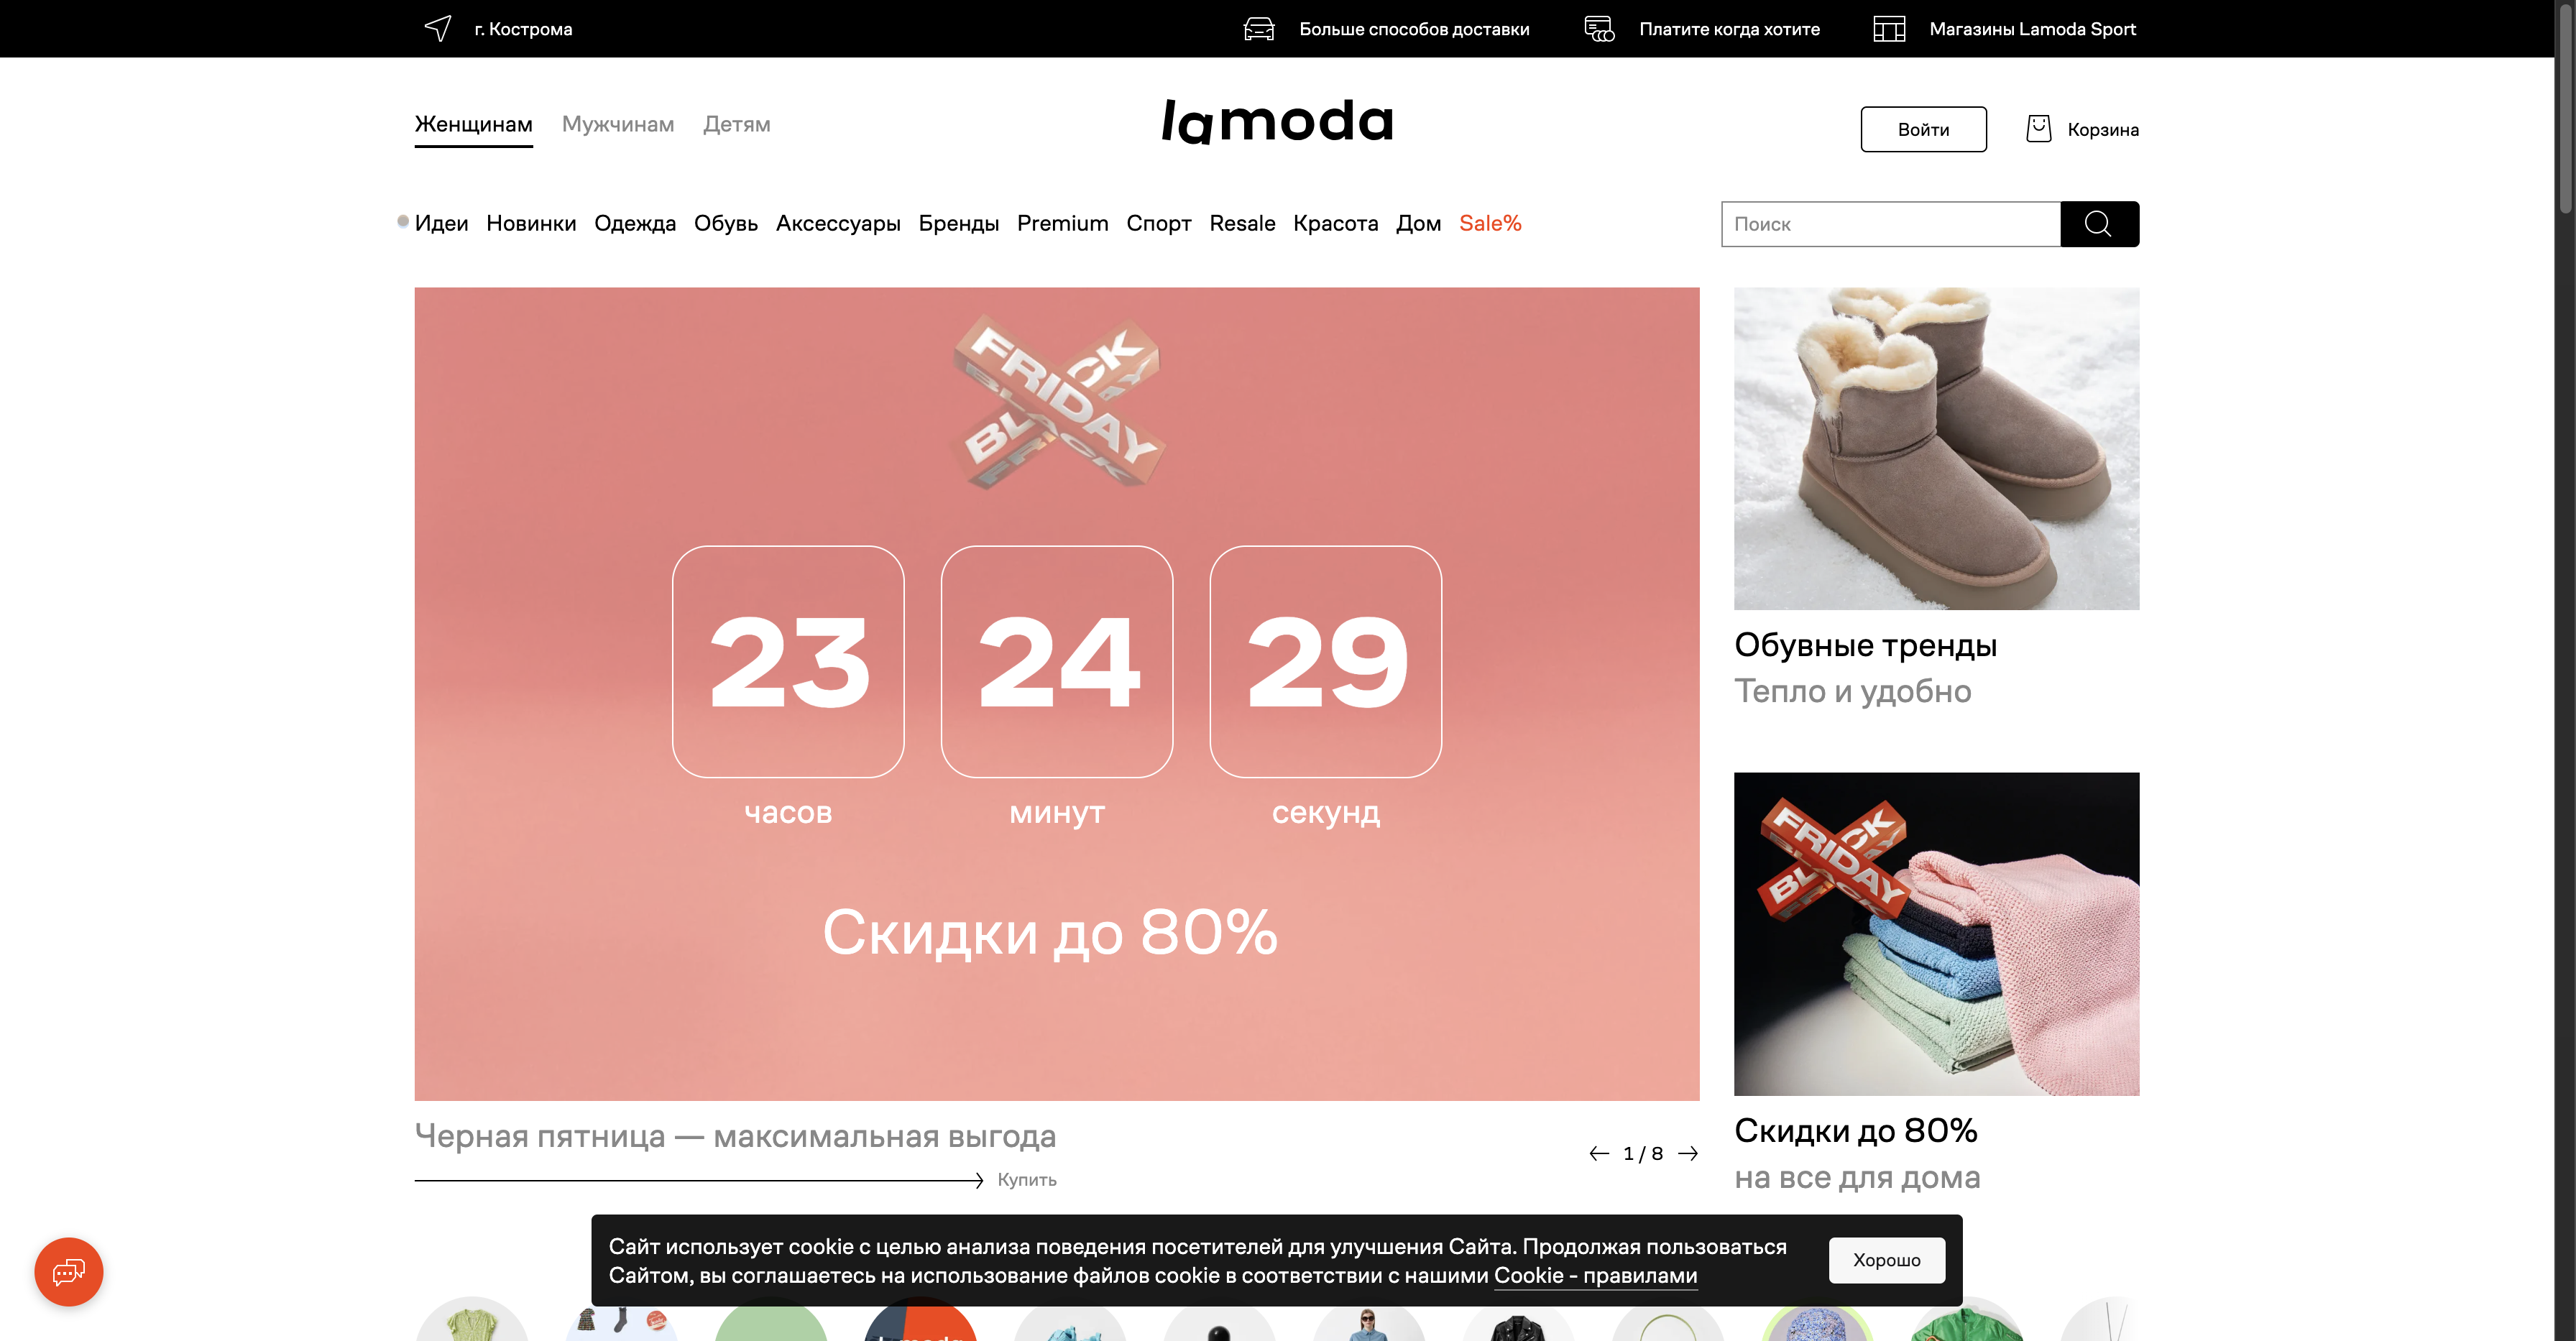 г. Кострома
Больше способов доставки
Платите когда хотите
Магазины Lamoda Sport
Женщинам
Мужчинам
Детям
lamoda
Войти
Корзина
Идеи
Новинки
Одежда
Обувь
Аксессуары
Бренды
Premium
Спорт
Resale
Красота
Дом
Sale%
Поиск
FRIDAY
BLACK
23
24
29
часов
минут
секунд
Скидки до 80%
Черная пятница — максимальная выгода
Купить
1 / 8
Обувные тренды
Тепло и удобно
FRIDAY
BLACK
Скидки до 80%
на все для дома
Сайт использует cookie с целью анализа поведения посетителей для улучшения Сайта. Продолжая пользоваться
Сайтом, вы соглашаетесь на использование файлов cookie в соответствии с нашими Cookie - правилами
Хорошо